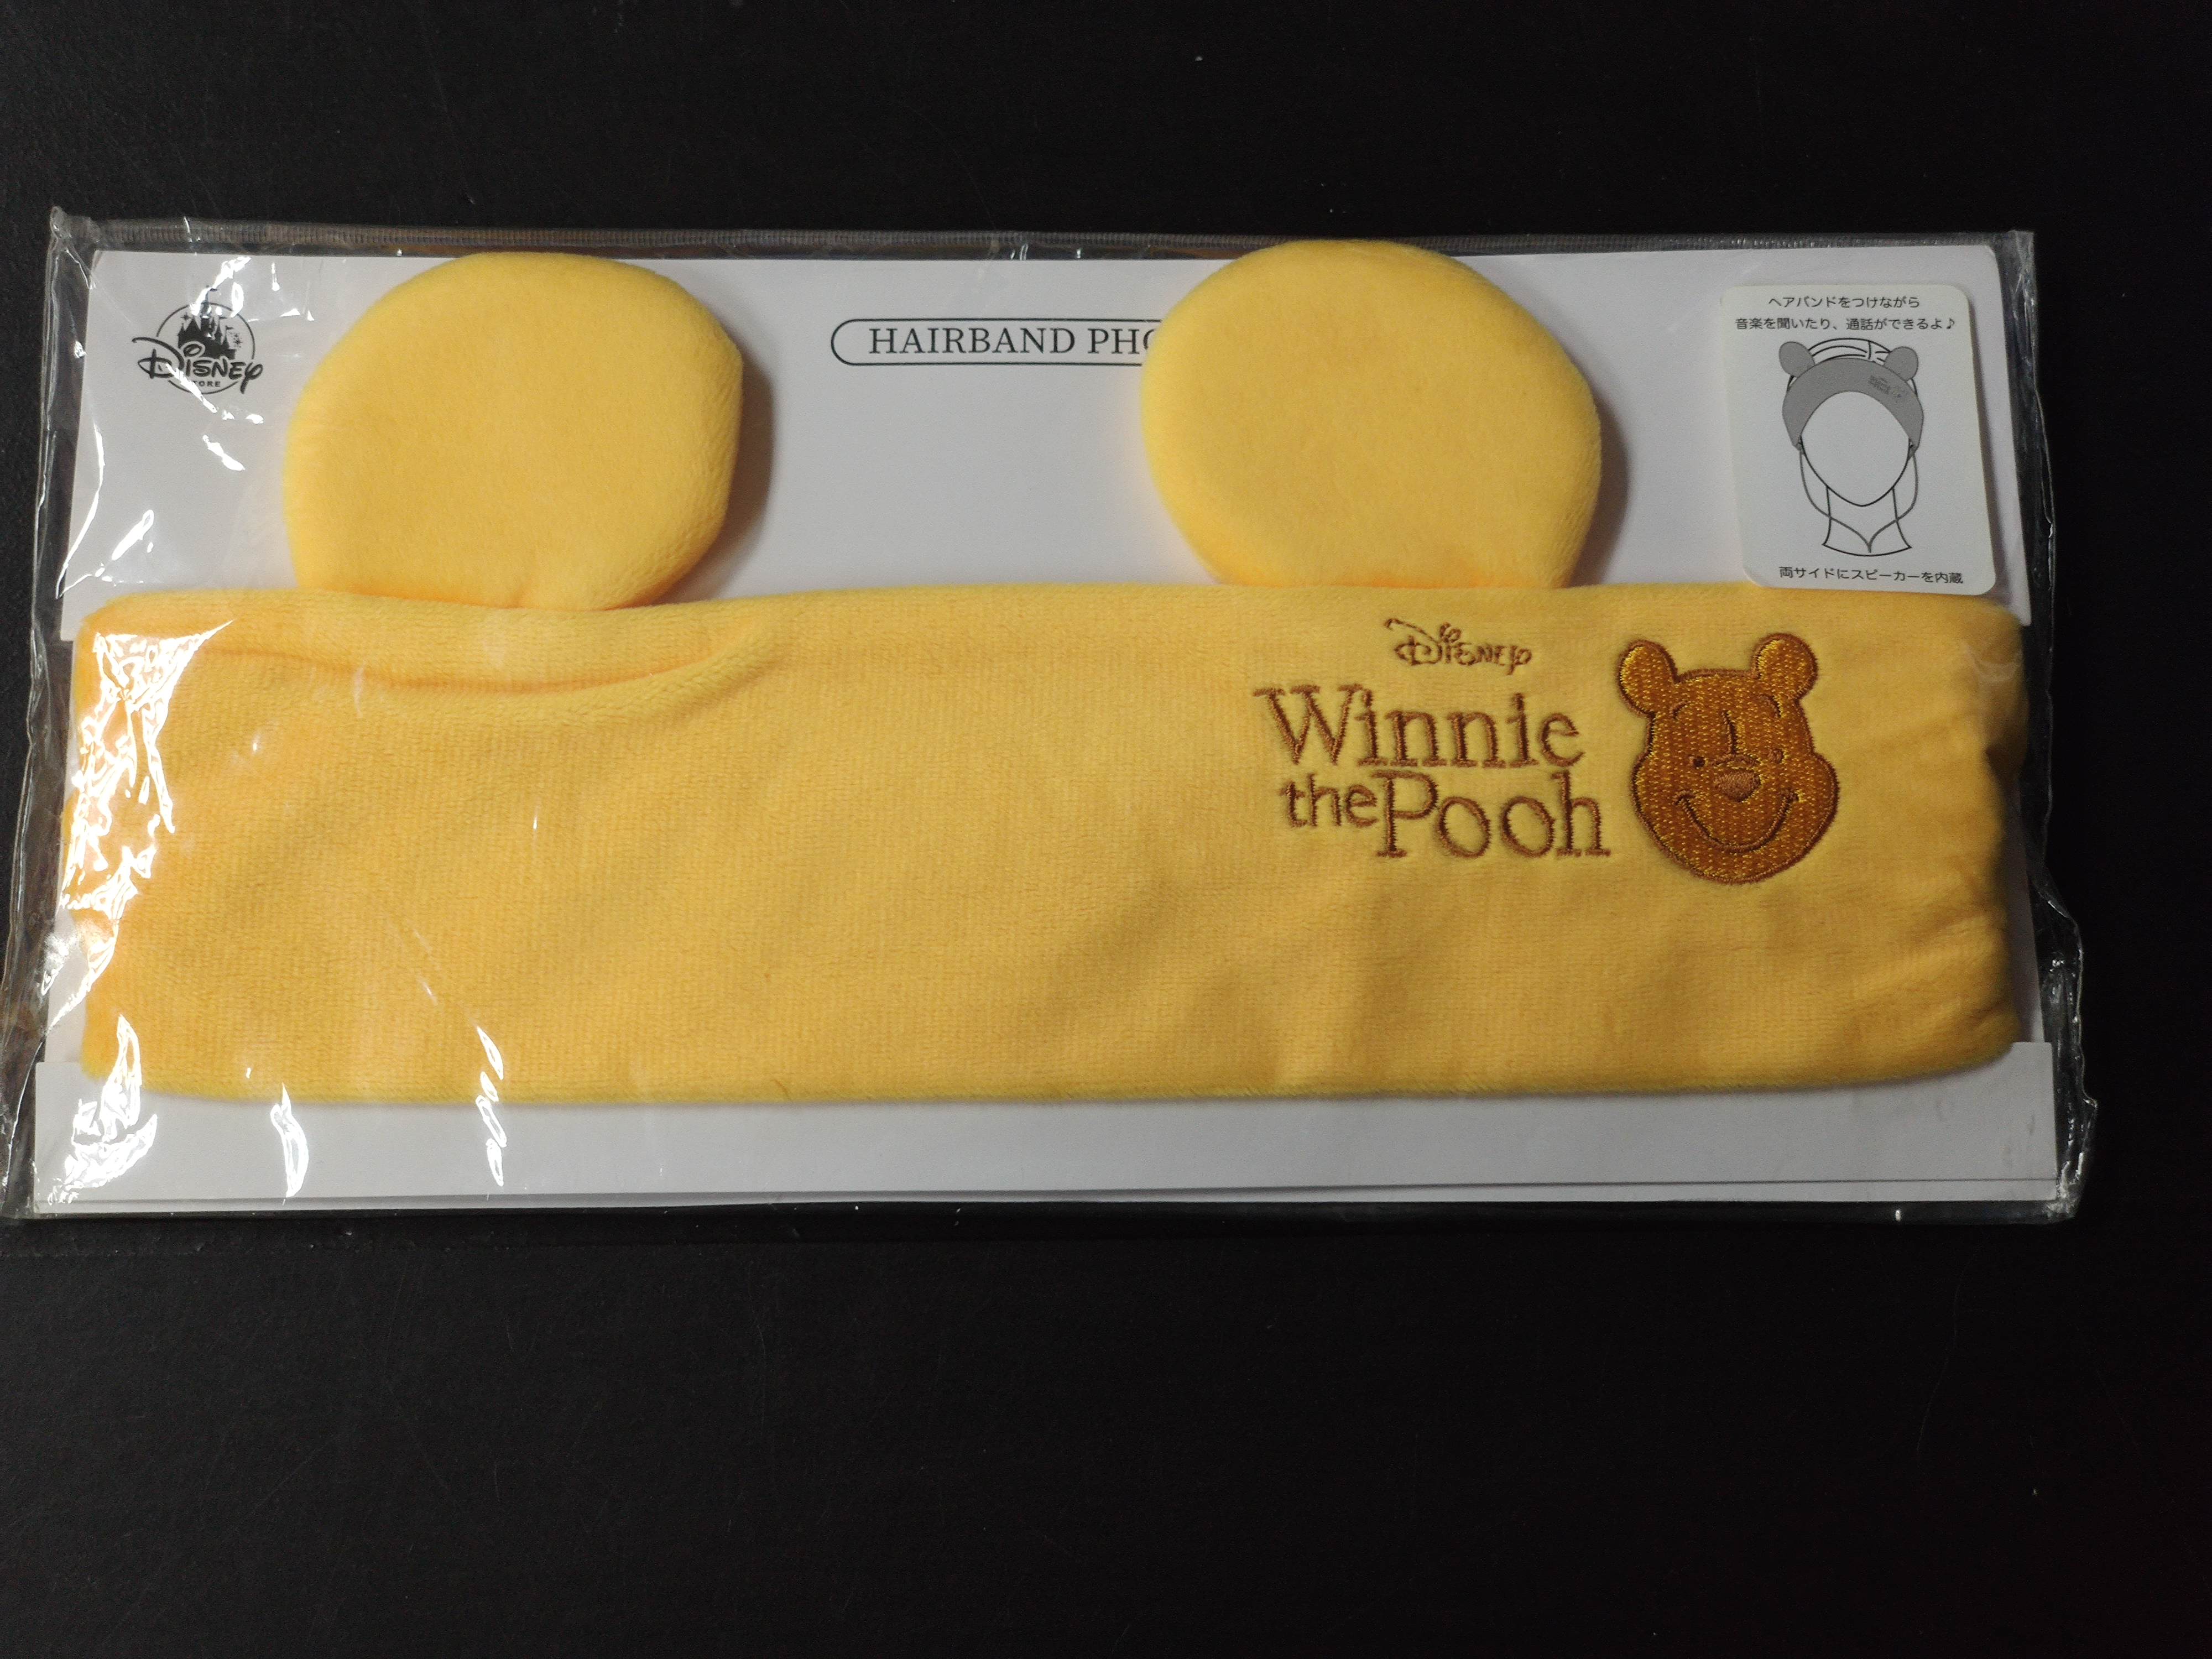 Disney
STORE
HAIRBAND PHO
ヘアバンドをつけながら
音楽を聞いたり、通話ができるよ♪
両サイドにスピーカーを内蔵
Disney
Winnie
the Pooh